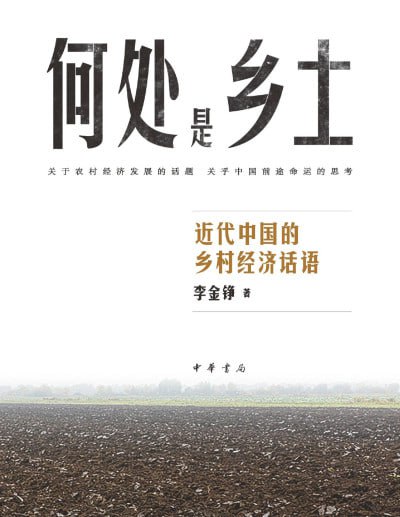 何处是乡土
关于农村经济发展的话题 关乎中国前途命运的思考
近代中国的
乡村经济话语
李金铮 著
中華書局